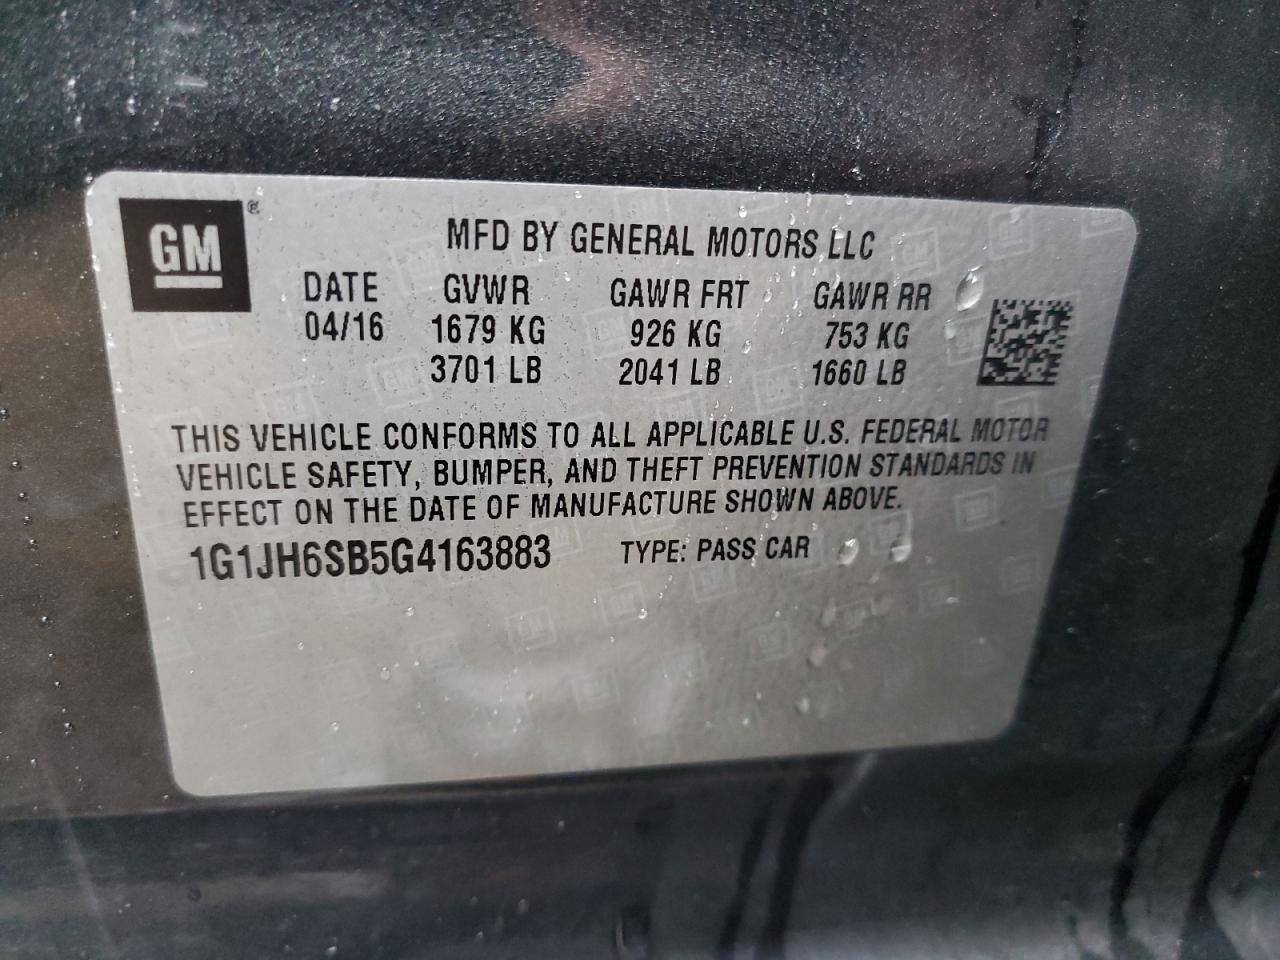 GM ®
MFD BY GENERAL MOTORS LLC
DATE GVWR GAWR FRT GAWR RR
04/16 1679 KG 926 KG 753 KG
3701 LB 2041 LB 1660 LB
THIS VEHICLE CONFORMS TO ALL APPLICABLE U.S. FEDERAL MOTOR
VEHICLE SAFETY, BUMPER, AND THEFT PREVENTION STANDARDS IN
EFFECT ON THE DATE OF MANUFACTURE SHOWN ABOVE.
1G1JH6SB5G4163883 TYPE: PASS CAR